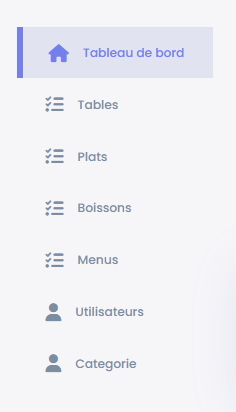 Tableau de bord
Tables
Plats
Boissons
Menus
Utilisateurs
Categorie